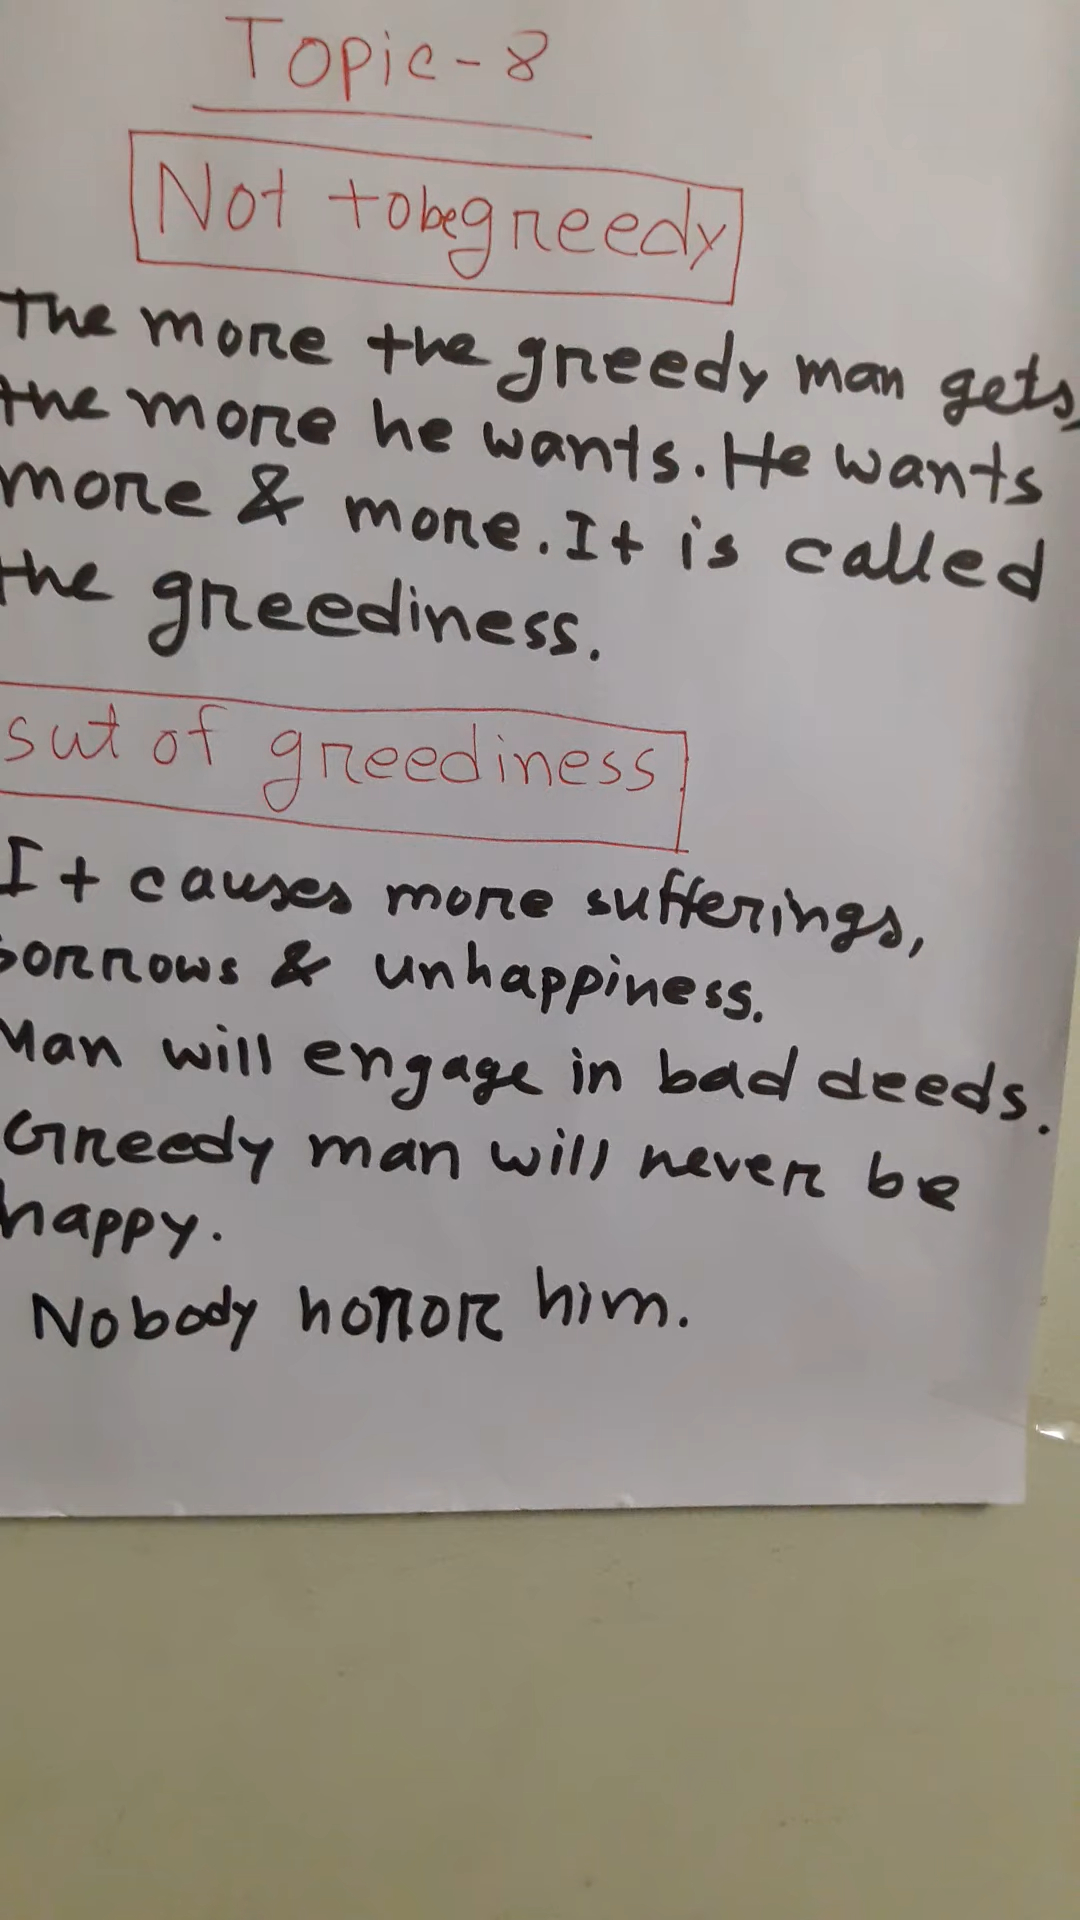 Topic-8
Not tobegreedy
The more the greedy man gets,
the more he wants. He wants
more & more. It is called
the greediness.
sut of greediness
It causes more sufferings,
sorrows & unhappiness.
Man will engage in bad deeds.
Greedy man will never be
happy.
Nobody honor him.